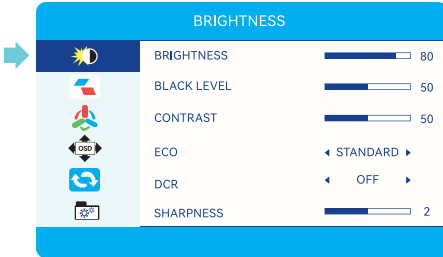 BRIGHTNESS
BRIGHTNESS 80
BLACK LEVEL 50
CONTRAST 50
OSD
ECO STANDARD
DCR OFF
SHARPNESS 2